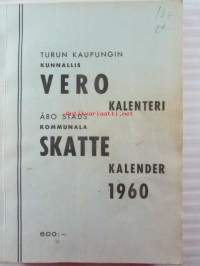 TURUN KAUPUNGIN
KUNNALLIS
VERO
KALENTERI
ÅBO STADS
KOMMUNALA
SKATTE
KALENDER
1960
600:-